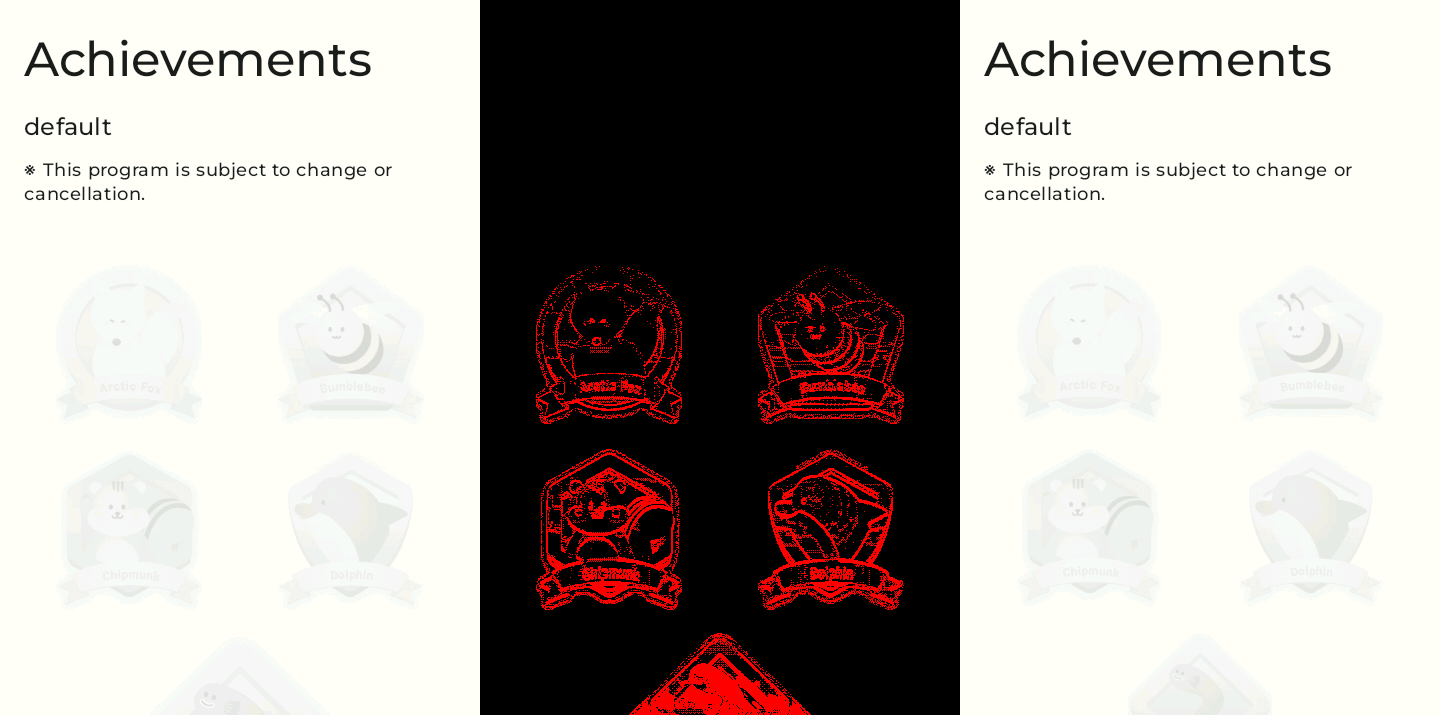 Achievements
default
※ This program is subject to change or
cancellation.
Arctic Fox
Bumblebee
Chipmunk
Dolphin
Arctic Fox
Bumblebee
Chipmunk
Dolphin
Achievements
default
※ This program is subject to change or
cancellation.
Arctic Fox
Bumblebee
Chipmunk
Dolphin